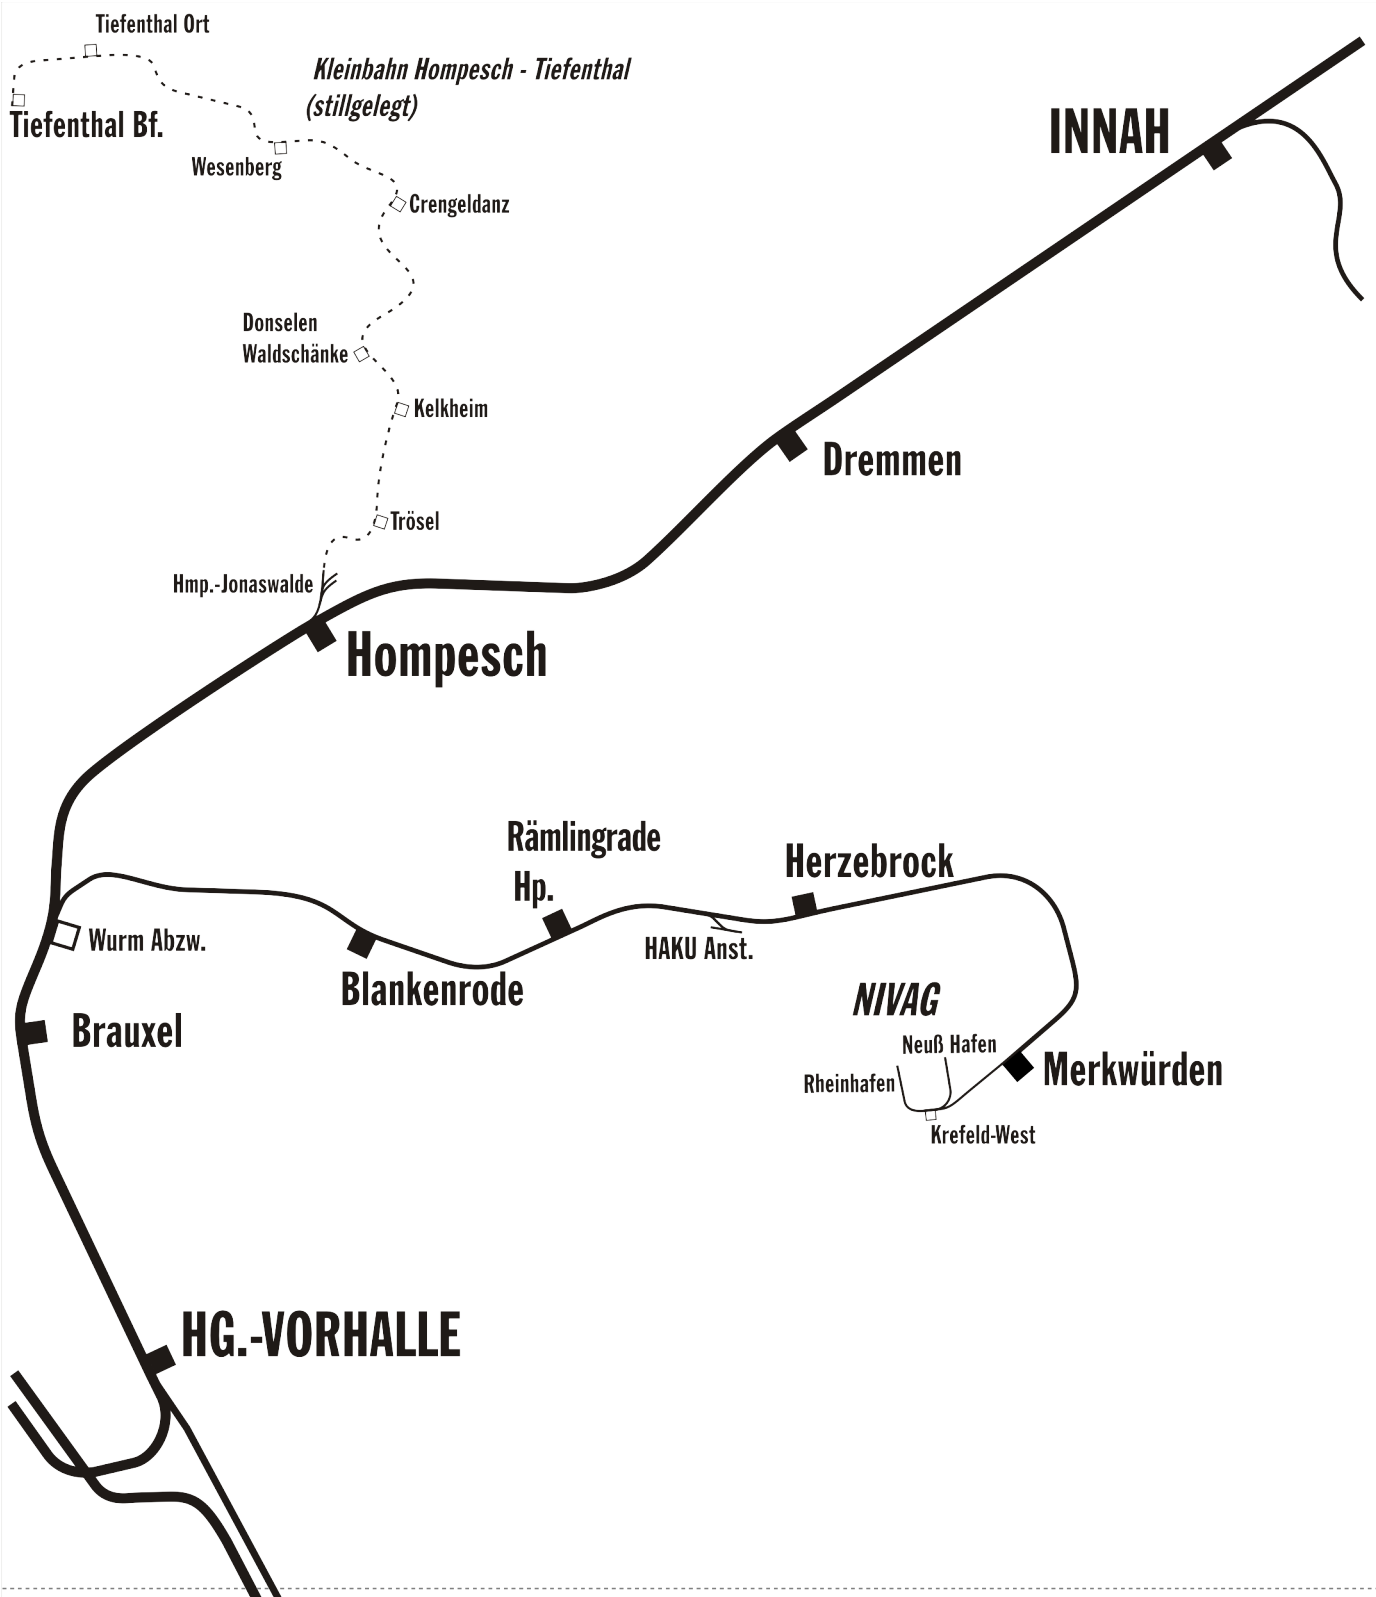 Tiefenthal Ort
Kleinbahn Hompesch - Tiefenthal
(stillgelegt)
Tiefenthal Bf.
INNAH
Wesenberg
Crengeldanz
Donselen
Waldschänke
Kelkheim
Dremmen
Trösel
Hmp.-Jonaswalde
Hompesch
Rämlingrade
Hp.
Herzebrock
Wurm Abzw.
HAKU Anst.
Blankenrode
NIVAG
Brauxel
Neuß Hafen
Rheinhafen
Merkwürden
Krefeld-West
HG.-VORHALLE